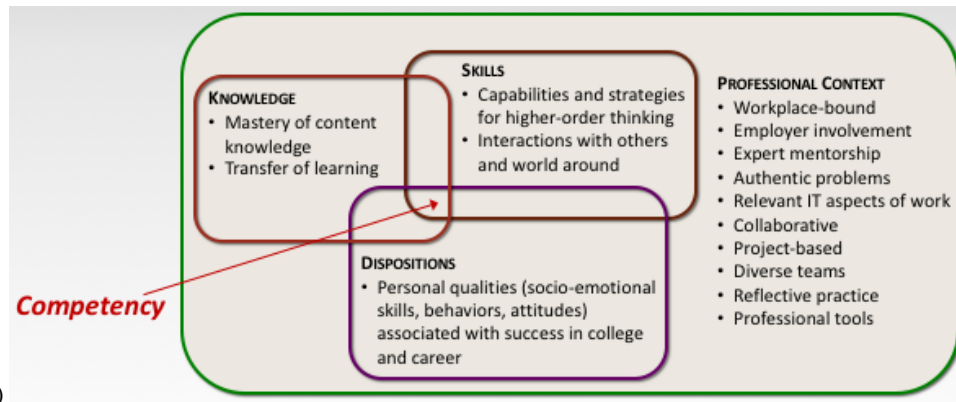 KNOWLEDGE
• Mastery of content
knowledge
• Transfer of learning
SKILLS
• Capabilities and strategies
for higher-order thinking
• Interactions with others
and world around
DISPOSITIONS
• Personal qualities (socio-emotional
skills, behaviors, attitudes)
associated with success in college
and career
Competency
PROFESSIONAL CONTEXT
• Workplace-bound
• Employer involvement
• Expert mentorship
• Authentic problems
• Relevant IT aspects of work
• Collaborative
• Project-based
• Diverse teams
• Reflective practice
• Professional tools
)